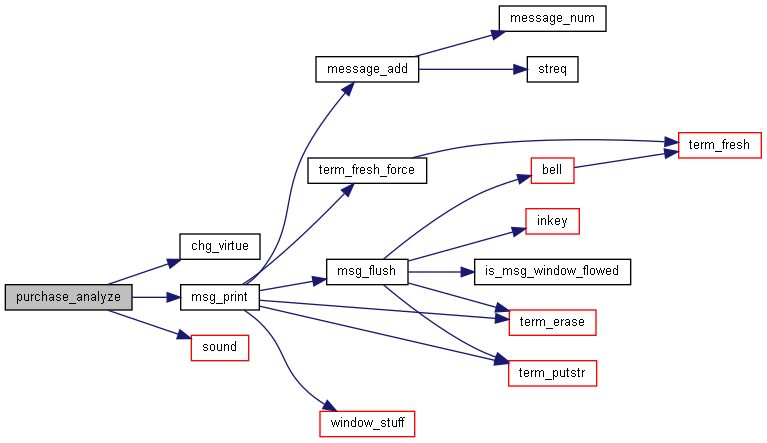 message_num
message_add
streq
term_fresh
term_fresh_force
bell
inkey
chg_virtue
msg_flush
is_msg_window_flowed
purchase_analyze
msg_print
term_erase
sound
term_putstr
window_stuff